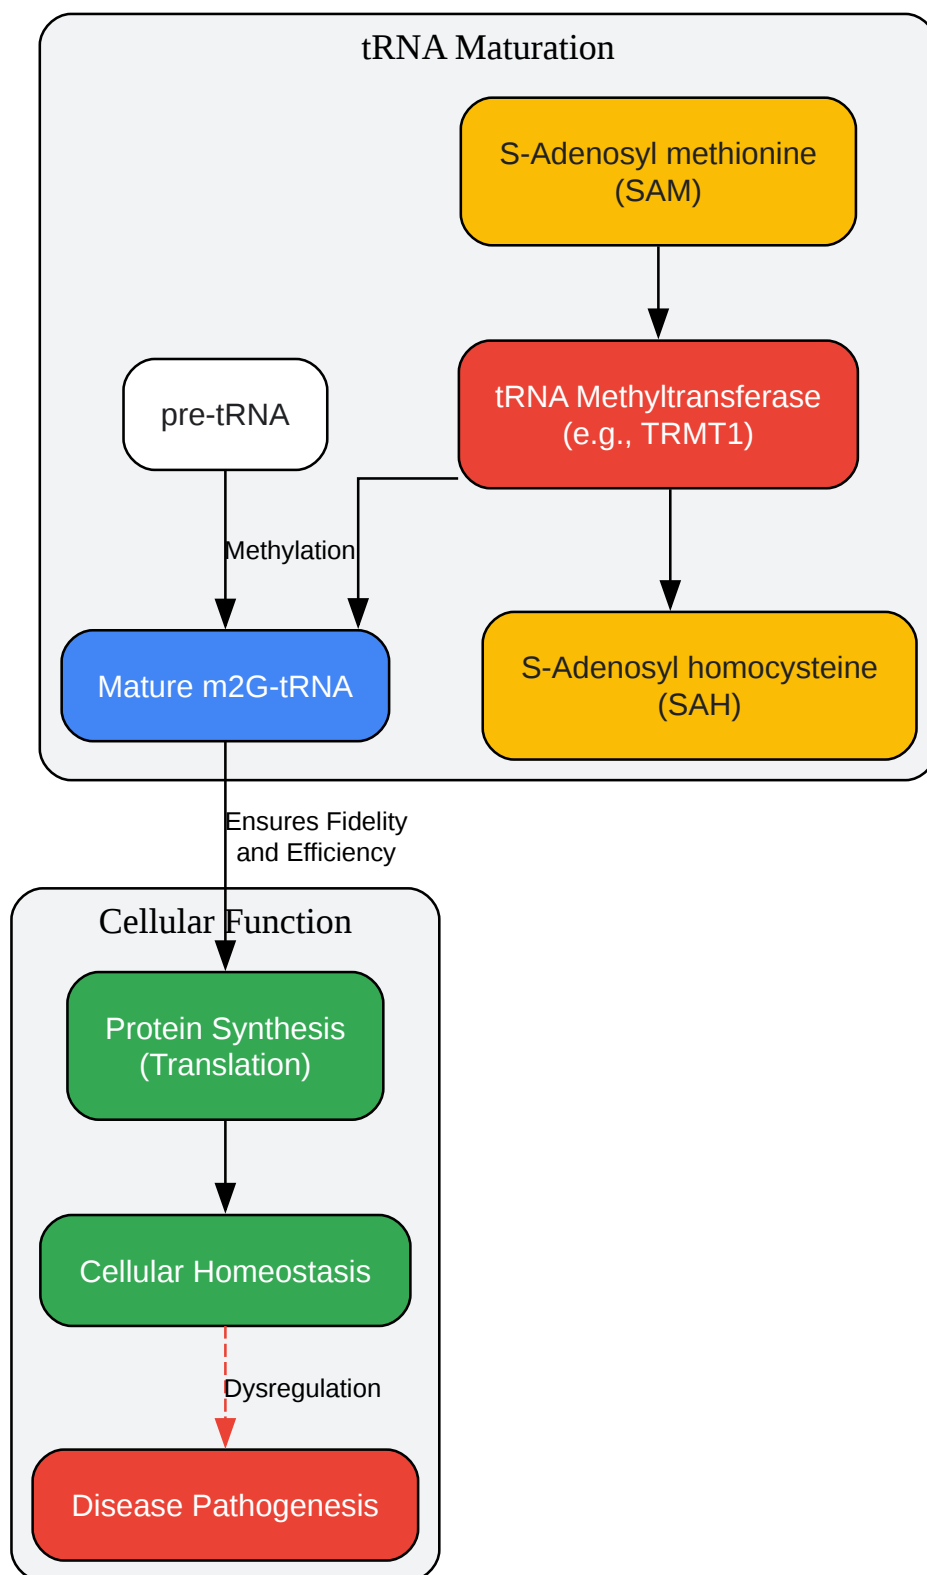 tRNA Maturation
S-Adenosyl methionine
(SAM)
tRNA Methyltransferase
(e.g., TRMT1)
pre-tRNA
Methylation
S-Adenosyl homocysteine
(SAH)
Mature m2G-tRNA
Ensures Fidelity
and Efficiency
Cellular Function
Protein Synthesis
(Translation)
Cellular Homeostasis
Dysregulation
Disease Pathogenesis